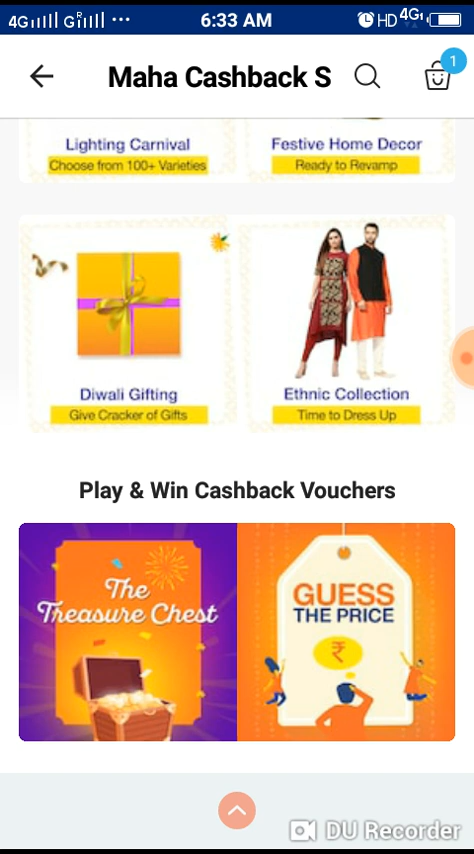 4G G R ... 6:33 AM HD 4G
Maha Cashback S
1
Lighting Carnival
Choose from 100+ Varieties
Festive Home Decor
Ready to Revamp
Diwali Gifting
Give Cracker of Gifts
Ethnic Collection
Time to Dress Up
Play & Win Cashback Vouchers
The
Treasure Chest
GUESS
THE PRICE
₹
DU Recorder